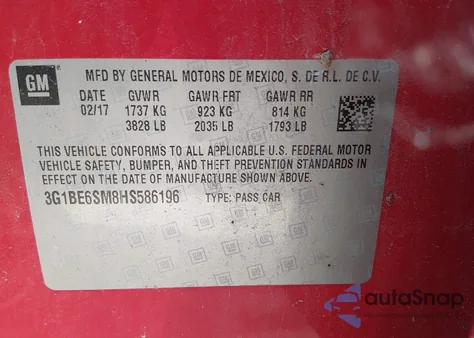 GM
MFD BY GENERAL MOTORS DE MEXICO, S. DE R.L. DE C.V.
DATE GVWR GAWR FRT GAWR RR
02/17 1737 KG 923 KG 814 KG
3828 LB 2035 LB 1793 LB
THIS VEHICLE CONFORMS TO ALL APPLICABLE U.S. FEDERAL MOTOR
VEHICLE SAFETY, BUMPER, AND THEFT PREVENTION STANDARDS IN
EFFECT ON THE DATE OF MANUFACTURE SHOWN ABOVE.
3G1BE6SM8HS586196 TYPE: PASS CAR
autoSnap